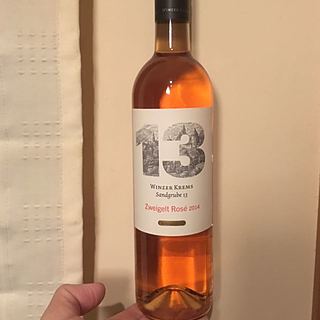 13
WINZER KREMS
Sandgrube 13
Zweigelt Rosé 2014